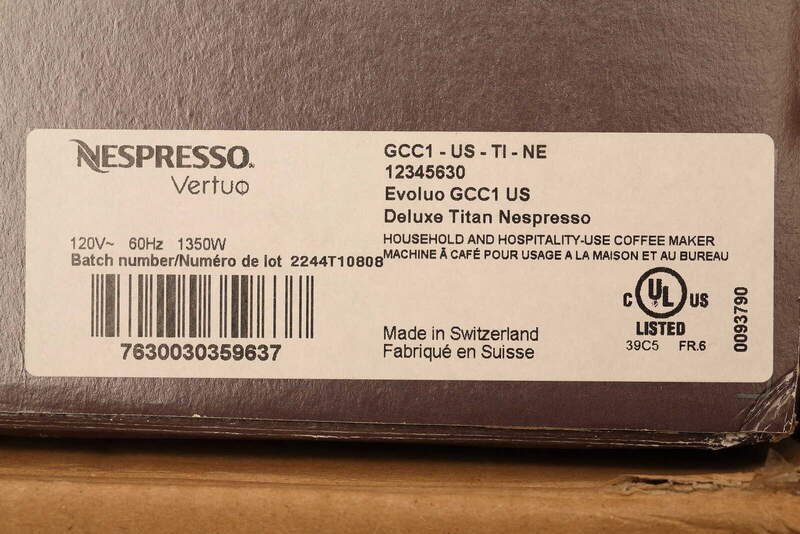 NESPRESSO.
Vertuo
120V~ 60Hz 1350W
Batch number/Numéro de lot 2244T10808
7630030359637
GCC1 - US - TI - NE
12345630
Evoluo GCC1 US
Deluxe Titan Nespresso
HOUSEHOLD AND HOSPITALITY-USE COFFEE MAKER
MACHINE À CAFÉ POUR USAGE A LA MAISON ET AU BUREAU
Made in Switzerland
Fabriqué en Suisse
C UL US
LISTED
39C5 FR.6
0093790